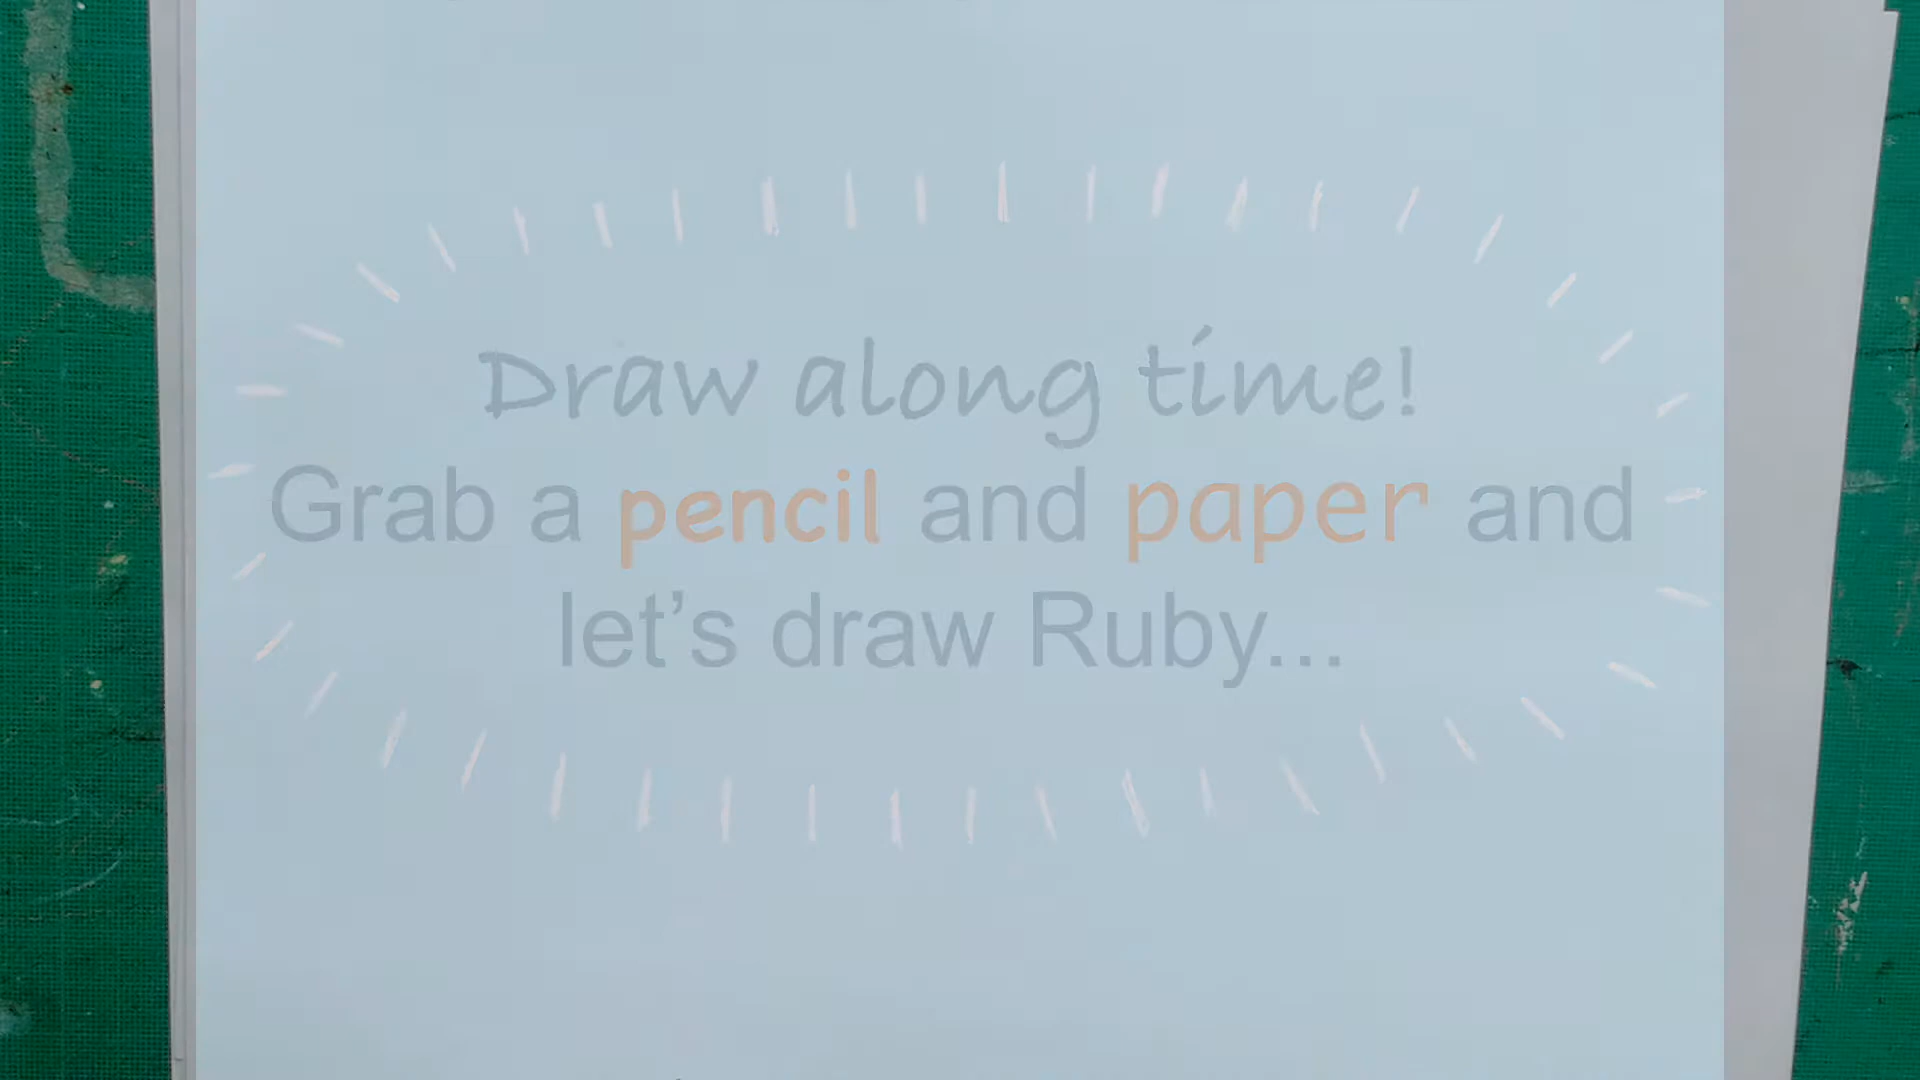 Draw along time!
Grab a pencil and paper and
let’s draw Ruby...